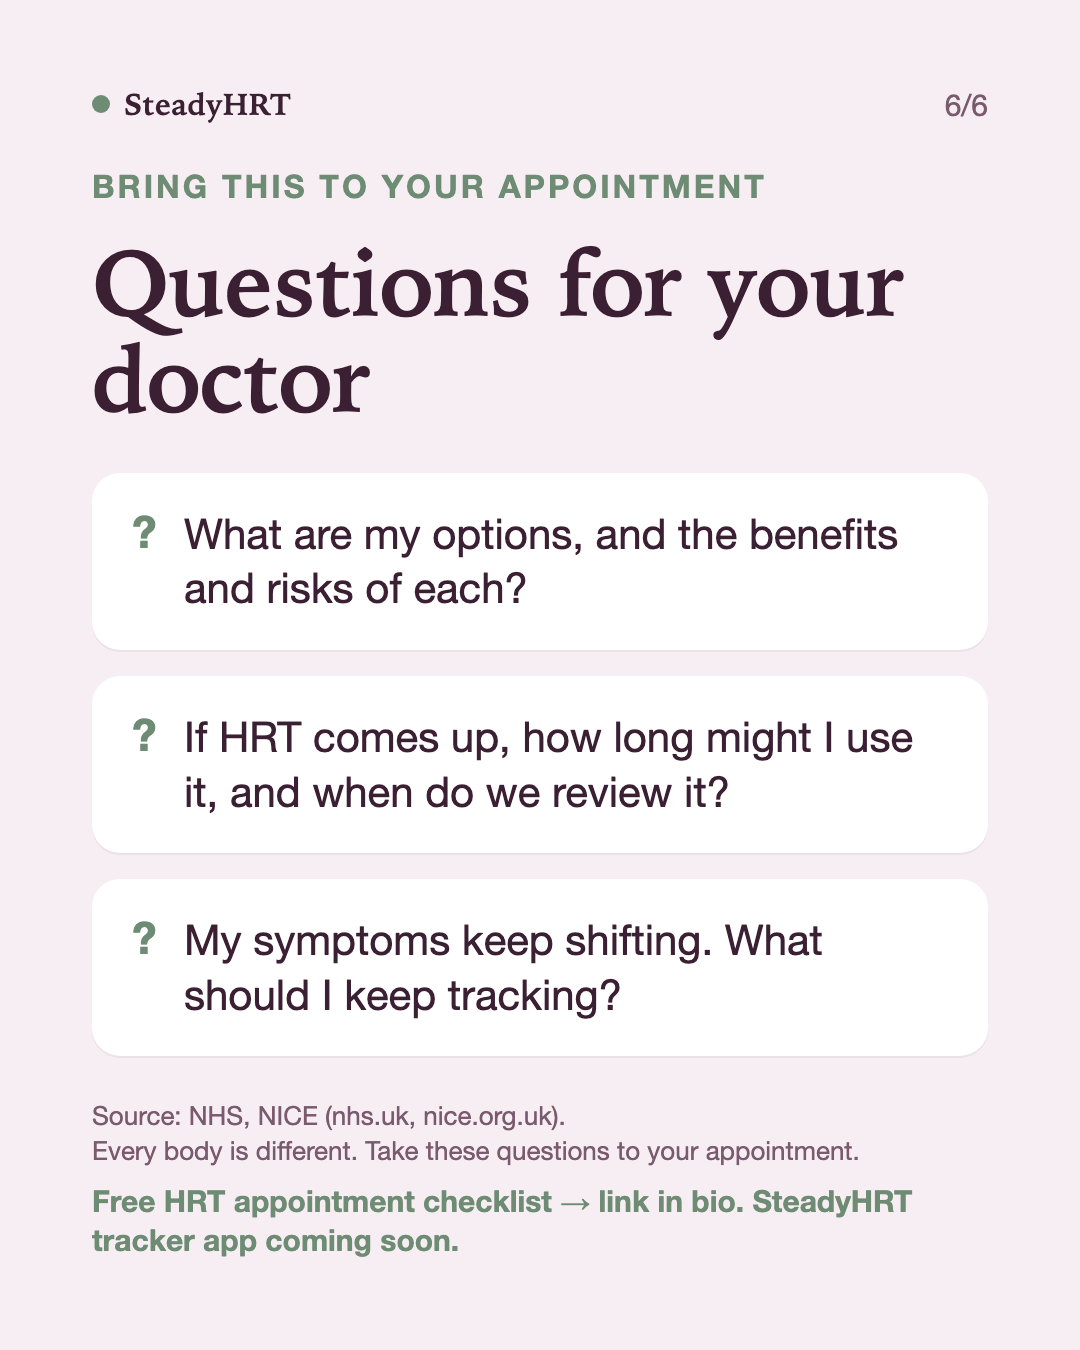 SteadyHRT
6/6
BRING THIS TO YOUR APPOINTMENT
Questions for your
doctor
? What are my options, and the benefits
and risks of each?
? If HRT comes up, how long might I use
it, and when do we review it?
? My symptoms keep shifting. What
should I keep tracking?
Source: NHS, NICE (nhs.uk, nice.org.uk).
Every body is different. Take these questions to your appointment.
Free HRT appointment checklist → link in bio. SteadyHRT
tracker app coming soon.